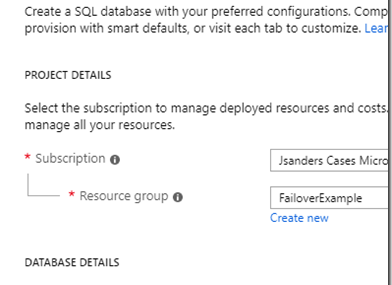 Create a SQL database with your preferred configurations. Comp
provision with smart defaults, or visit each tab to customize. Lear
PROJECT DETAILS
Select the subscription to manage deployed resources and costs.
manage all your resources.
* Subscription
Jsanders Cases Micro
* Resource group
FailoverExample
Create new
DATABASE DETAILS